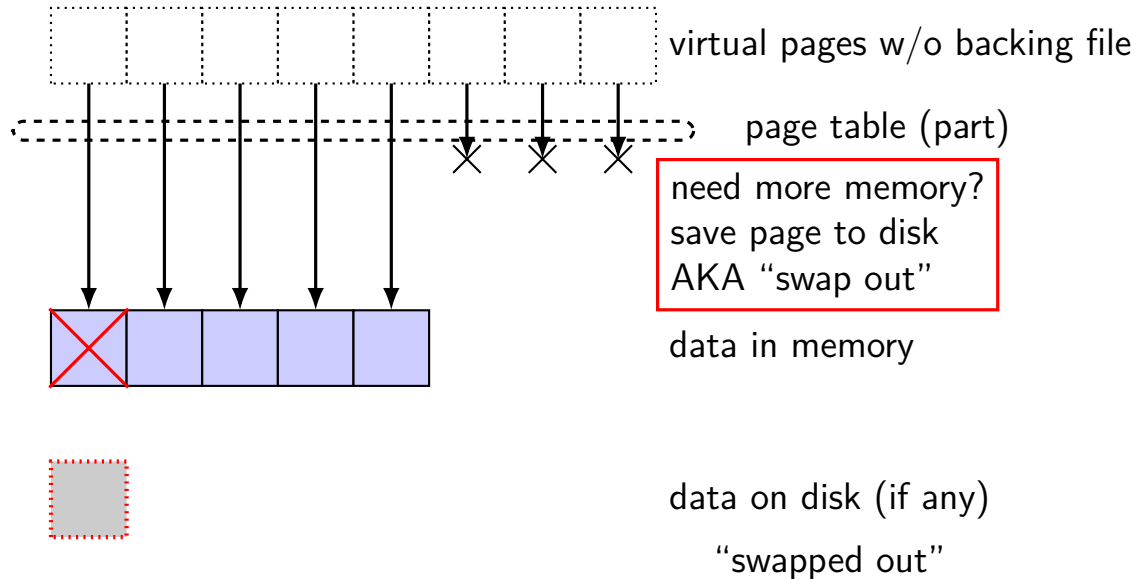 virtual pages w/o backing file
page table (part)
need more memory?
save page to disk
AKA “swap out”
data in memory
data on disk (if any)
“swapped out”